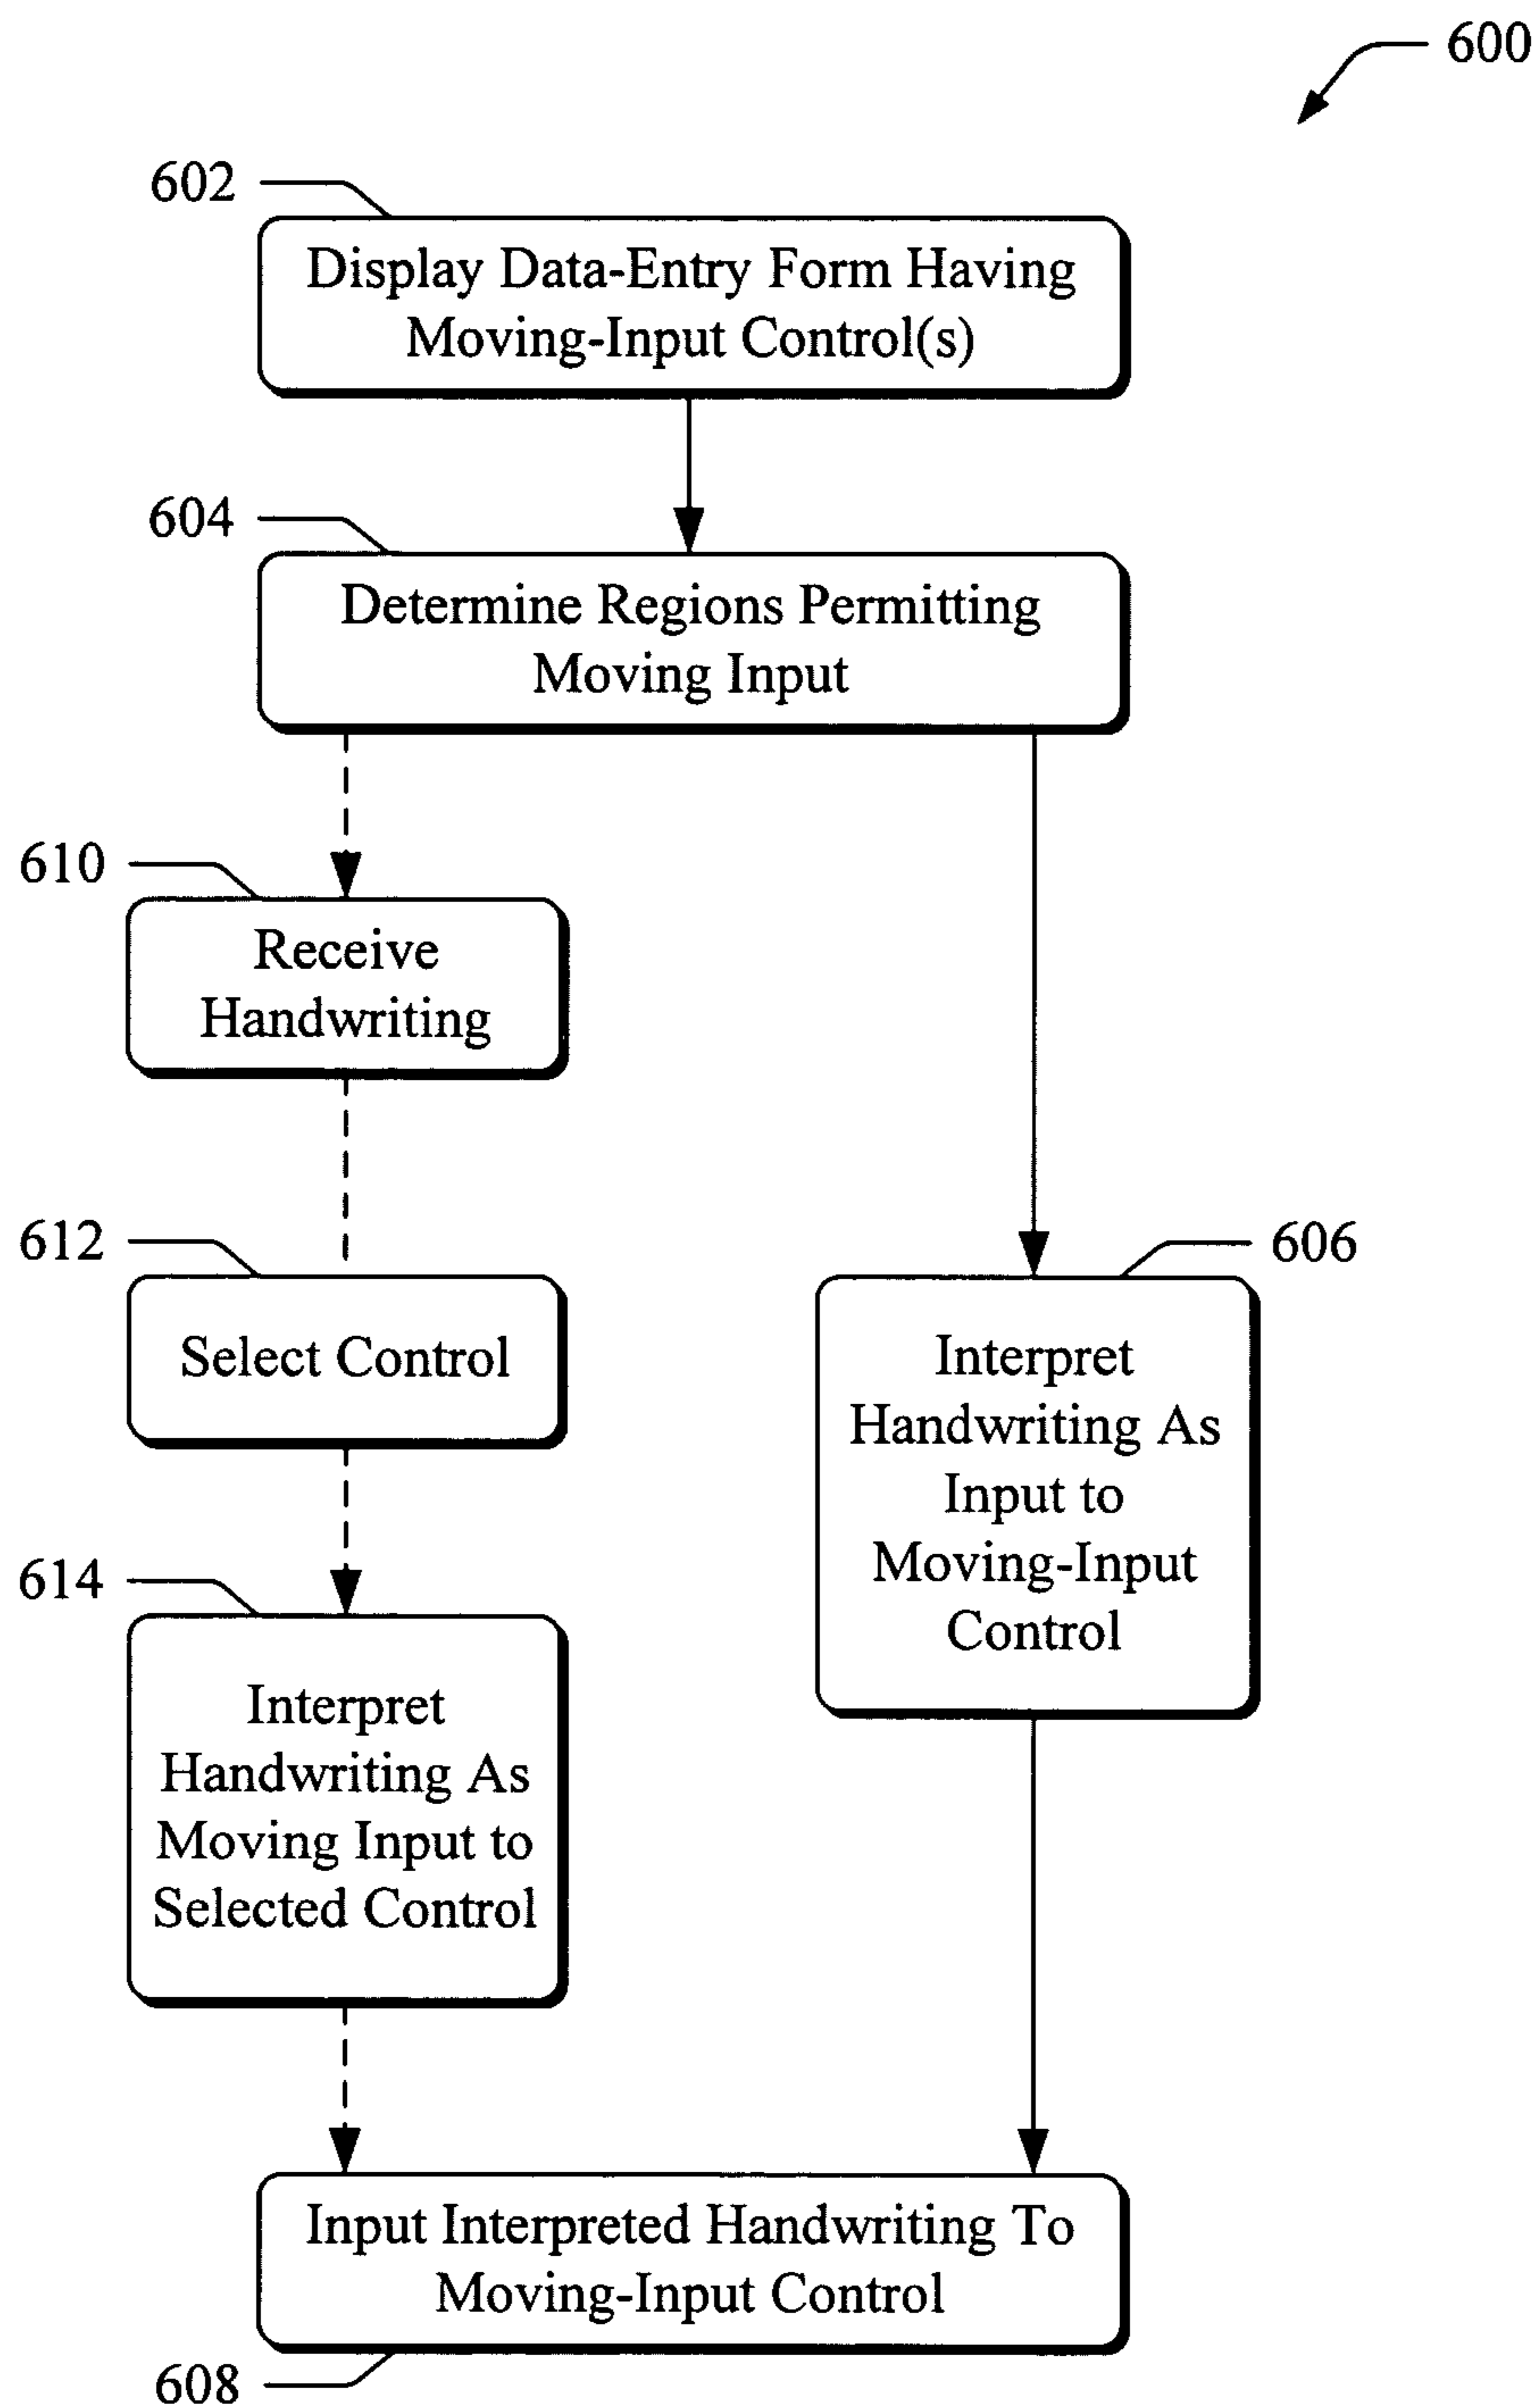 600
602
Display Data-Entry Form Having
Moving-Input Control(s)
604
Determine Regions Permitting
Moving Input
610
Receive
Handwriting
612
Select Control
606
Interpret
Handwriting As
Input to
Moving-Input
Control
614
Interpret
Handwriting As
Moving Input to
Selected Control
Input Interpreted Handwriting To
Moving-Input Control
608